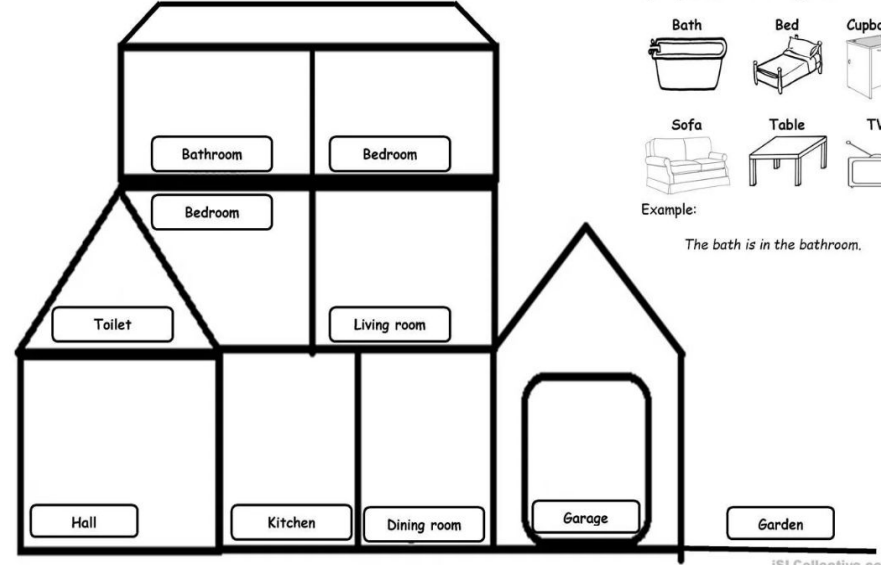 Bath Bed
Sofa Table
Example:
The bath is in the bathroom.
Bathroom Bedroom
Bedroom
Toilet Living room
Hall Kitchen Dining room Garage Garden